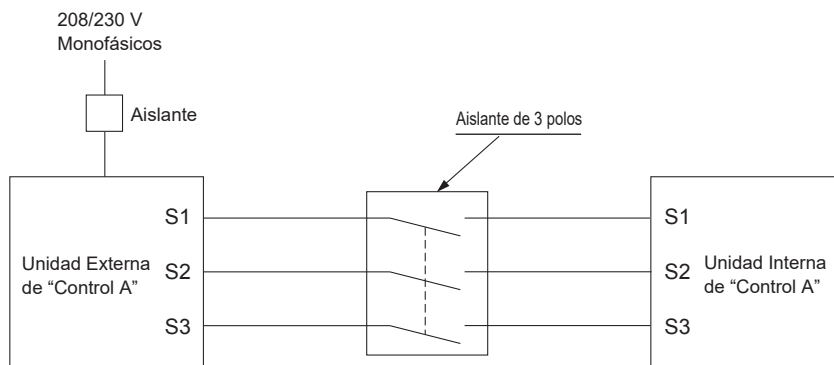 208/230 V
Monofásicos
Aislante
Aislante de 3 polos
S1
S1
Unidad Externa
de “Control A”
S2
S2
Unidad Interna
de “Control A”
S3
S3